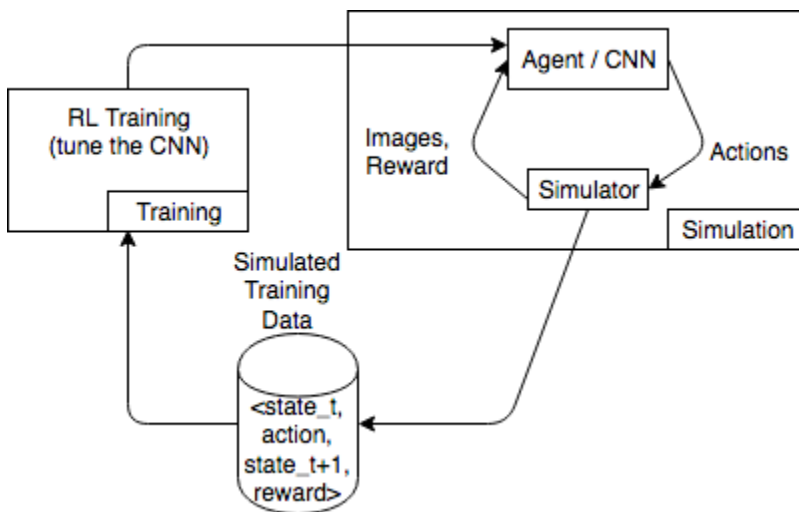 Agent / CNN
RL Training
(tune the CNN)
Images,
Reward
Actions
Training
Simulator
Simulation
Simulated
Training
Data
<state_t,
action,
state_t+1,
reward>